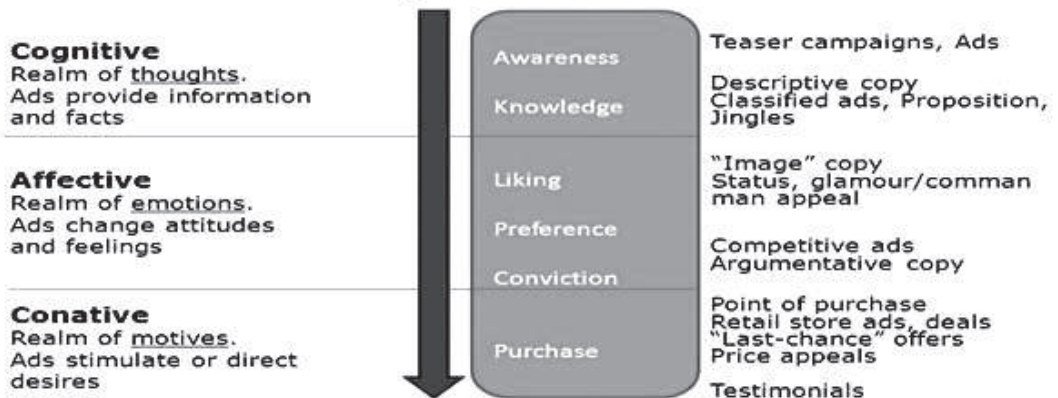 Cognitive
Realm of thoughts.
Ads provide information
and facts
Awareness
Knowledge
Teaser campaigns, Ads
Descriptive copy
Classified ads, Proposition,
Jingles
Affective
Realm of emotions.
Ads change attitudes
and feelings
Liking
Preference
Conviction
"Image" copy
Status, glamour/comman
man appeal
Competitive ads
Argumentative copy
Conative
Realm of motives.
Ads stimulate or direct
desires
Purchase
Point of purchase
Retail store ads, deals
"Last-chance" offers
Price appeals
Testimonials